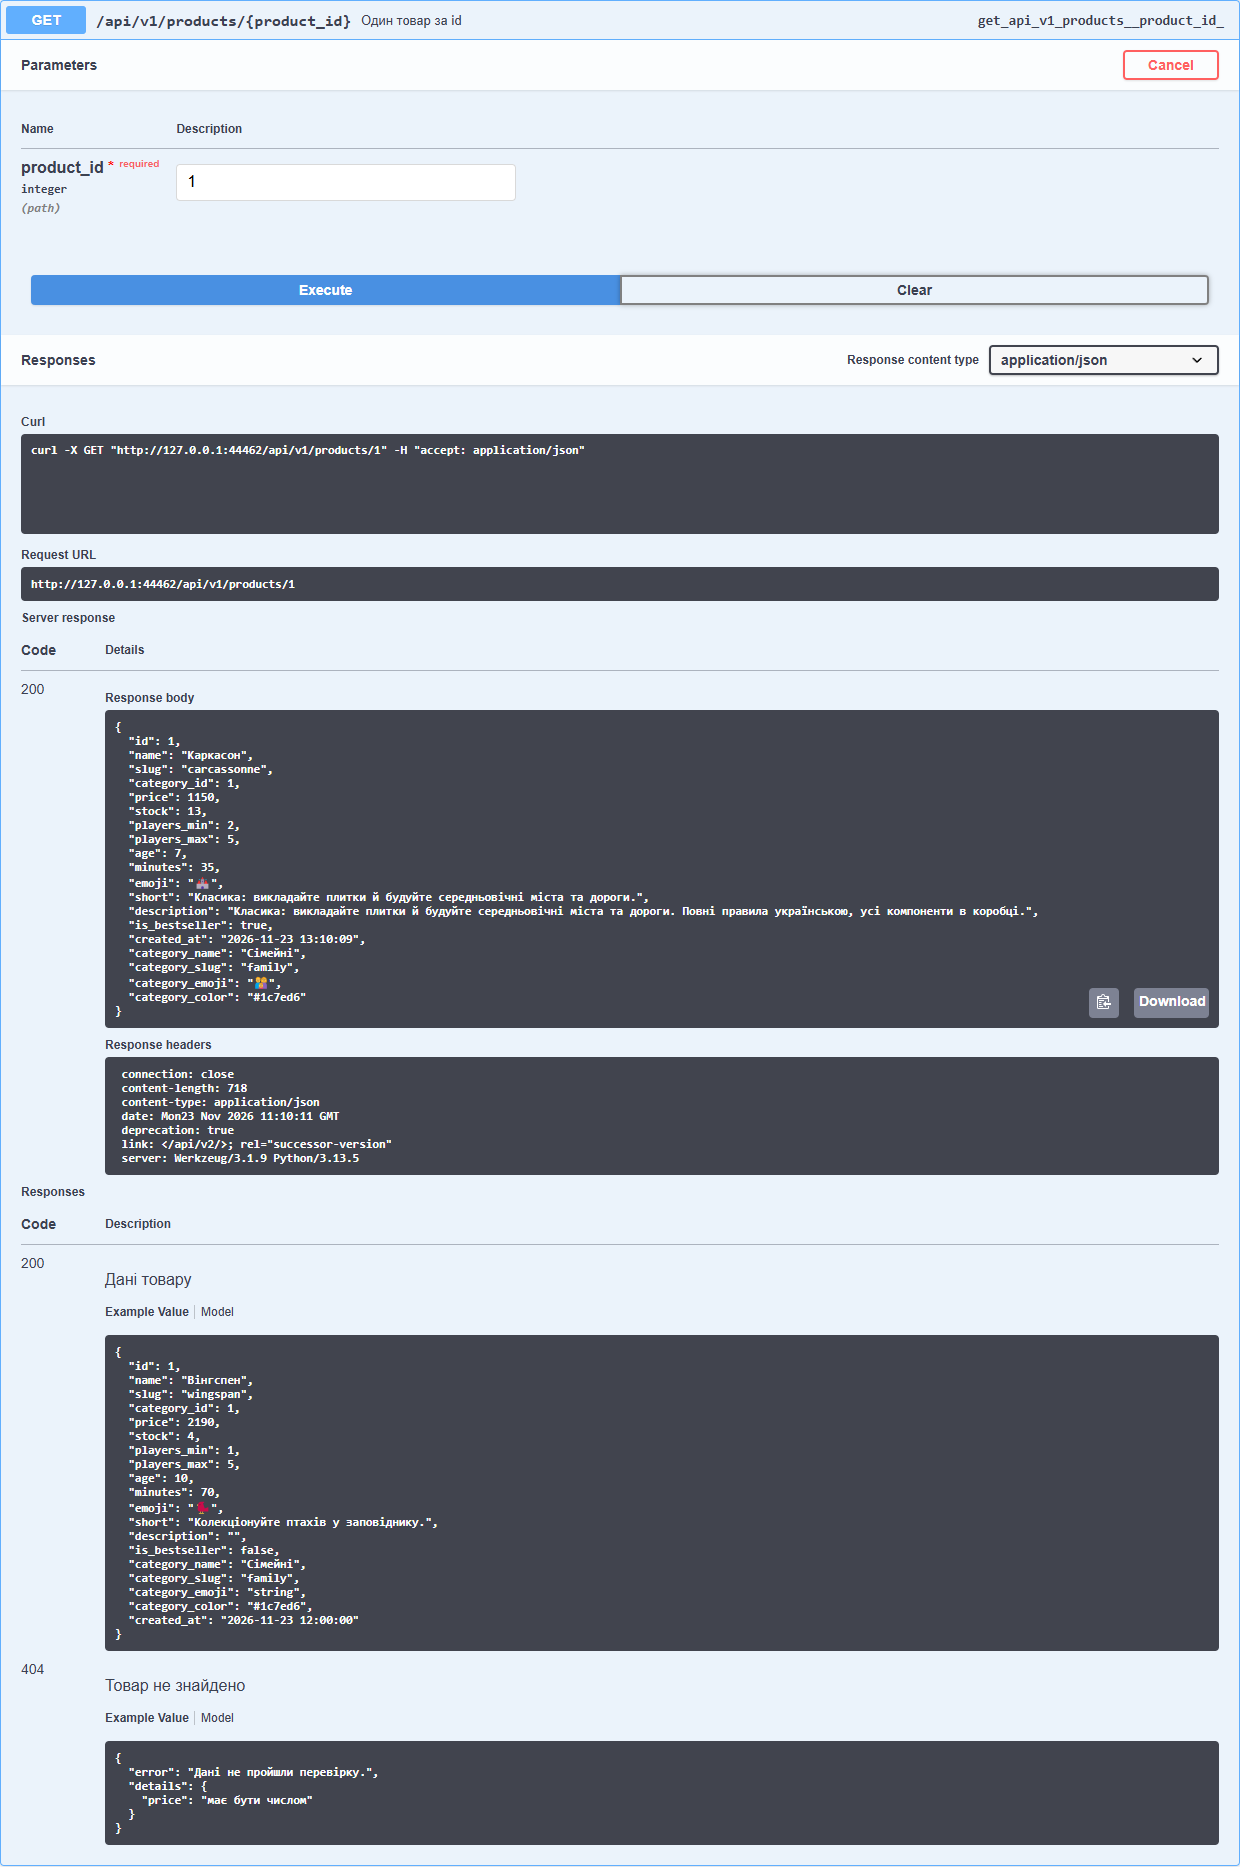 GET /api/v1/products/{product_id} Один товар за id get_api_v1_products__product_id_
Parameters Cancel
Name Description
product_id * required 1
integer
(path)
Execute Clear
Responses Response content type application/json
Curl
curl -X GET "http://127.0.0.1:44462/api/v1/products/1" -H "accept: application/json"
Request URL
http://127.0.0.1:44462/api/v1/products/1
Server response
Code Details
200
Response body
{
"id": 1,
"name": "Каркасон",
"slug": "carcassonne",
"category_id": 1,
"price": 1150,
"stock": 13,
"players_min": 2,
"players_max": 5,
"age": 7,
"minutes": 35,
"emoji": "🏰",
"short": "Класика: викладайте плитки й будуйте середньовічні міста та дороги.",
"description": "Класика: викладайте плитки й будуйте середньовічні міста та дороги. Повні правила українською, усі компоненти в коробці.",
"is_bestseller": true,
"created_at": "2026-11-23 13:10:09",
"category_name": "Сімейні",
"category_slug": "family",
"category_emoji": "👨‍👩‍👧",
"category_color": "#1c7ed6"
}
Download
Response headers
connection: close
content-length: 718
content-type: application/json
date: Mon23 Nov 2026 11:10:11 GMT
deprecation: true
link: </api/v2/>; rel="successor-version"
server: Werkzeug/3.1.9 Python/3.13.5
Responses
Code Description
200
Дані товару
Example Value Model
{
"id": 1,
"name": "Вінгспен",
"slug": "wingspan",
"category_id": 1,
"price": 2190,
"stock": 4,
"players_min": 1,
"players_max": 5,
"age": 10,
"minutes": 70,
"emoji": "🐦",
"short": "Колекціонуйте птахів у заповіднику.",
"description": "",
"is_bestseller": false,
"category_name": "Сімейні",
"category_slug": "family",
"category_emoji": "string",
"category_color": "#1c7ed6",
"created_at": "2026-11-23 12:00:00"
}
404
Товар не знайдено
Example Value Model
{
"error": "Дані не пройшли перевірку.",
"details": {
"price": "має бути числом"
}
}